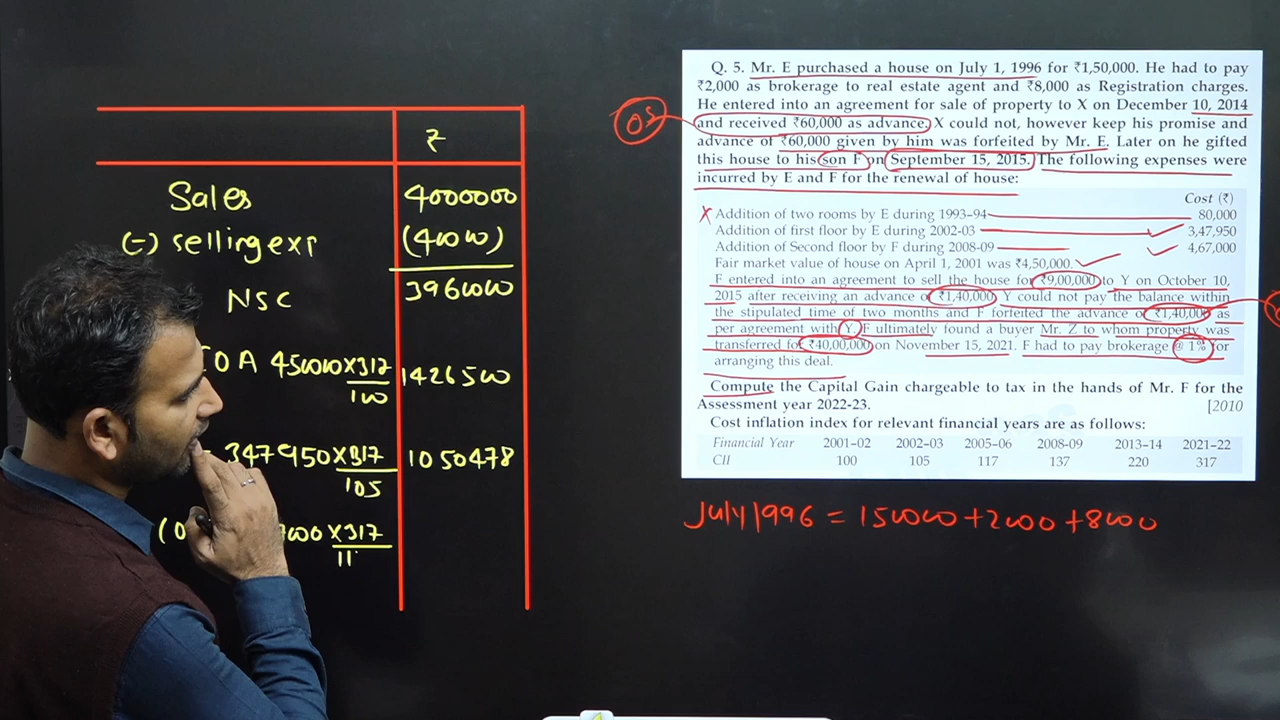 ₹
Sales 4000000
(-) selling exp (40000)
NSC 3960000
O A 450000×317/100 1426500
347950×317/105 1050478
(0 000×317/11
Q. 5. Mr. E purchased a house on July 1, 1996 for ₹1,50,000. He had to pay
₹2,000 as brokerage to real estate agent and ₹8,000 as Registration charges.
He entered into an agreement for sale of property to X on December 10, 2014
and received ₹60,000 as advance. X could not, however keep his promise and
advance of ₹60,000 given by him was forfeited by Mr. E. Later on he gifted
this house to his son F on September 15, 2015. The following expenses were
incurred by E and F for the renewal of house:
Cost (₹)
X Addition of two rooms by E during 1993–94 80,000
Addition of first floor by E during 2002-03 3,47,950
Addition of Second floor by F during 2008-09 4,67,000
Fair market value of house on April 1, 2001 was ₹4,50,000
F entered into an agreement to sell the house for ₹9,00,000 to Y on October 10,
2015 after receiving an advance of ₹1,40,000 Y could not pay the balance within
the stipulated time of two months and F forfeited the advance of ₹1,40,000 as
per agreement with Y. F ultimately found a buyer Mr. Z to whom property was
transferred for ₹40,00,000 on November 15, 2021. F had to pay brokerage @ 1% for
arranging this deal.
Compute the Capital Gain chargeable to tax in the hands of Mr. F for the
Assessment year 2022-23. [2010
Cost inflation index for relevant financial years are as follows:
Financial Year 2001-02 2002-03 2005-06 2008-09 2013-14 2021-22
CII 100 105 117 137 220 317
OS
July 1996 = 150000+2000+8000